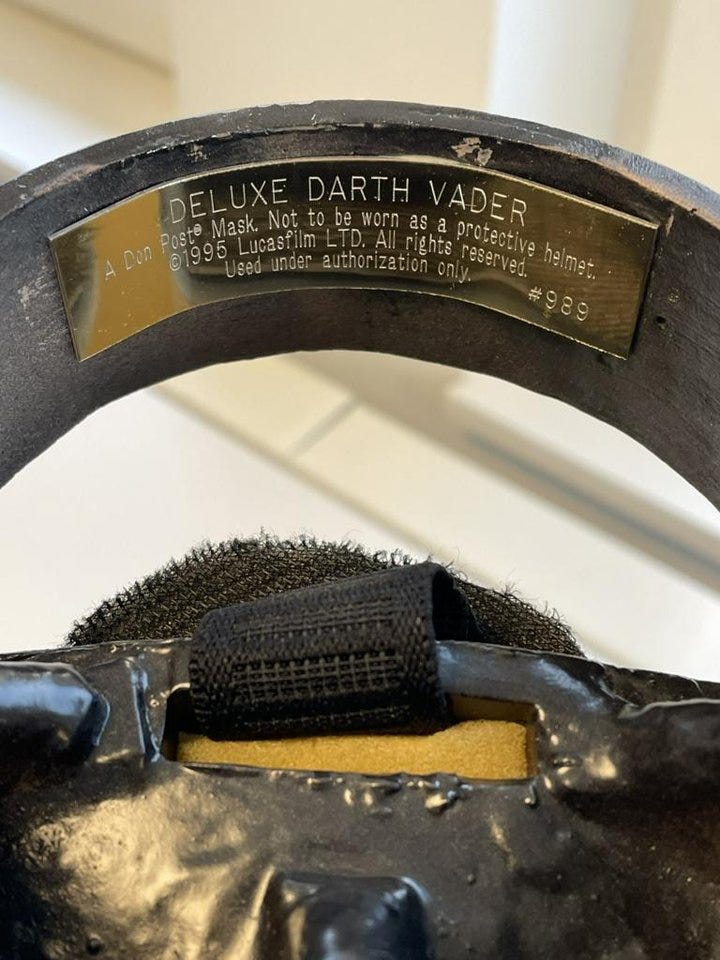 DELUXE DARTH VADER
A Don Post® Mask. Not to be worn as a protective helmet.
©1995 Lucasfilm LTD. All rights reserved.
Used under authorization only.
#989